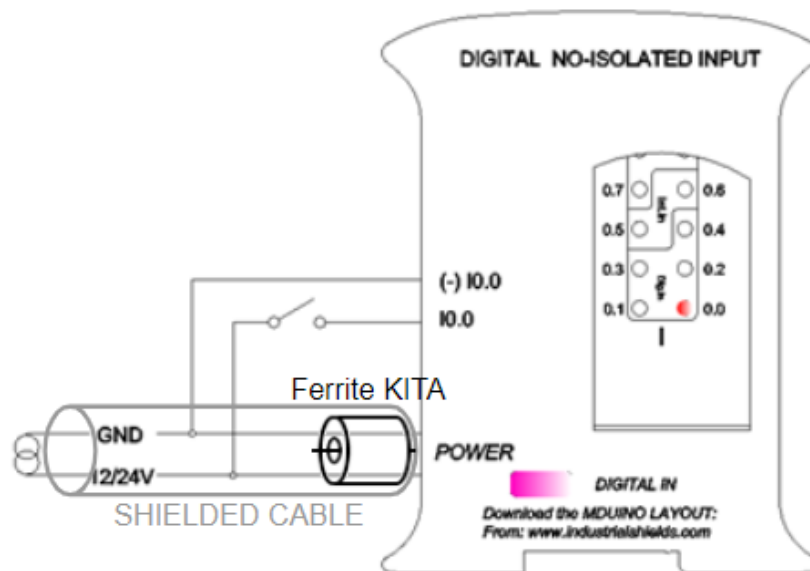 DIGITAL NO-ISOLATED INPUT
0.7 0.6
0.5 0.4
0.3 0.2
0.1 0.0
I
(-) I0.0
I0.0
Ferrite KITA
GND
12/24V
POWER
SHIELDED CABLE
DIGITAL IN
Download the MDUINO LAYOUT:
From: www.industrialshields.com